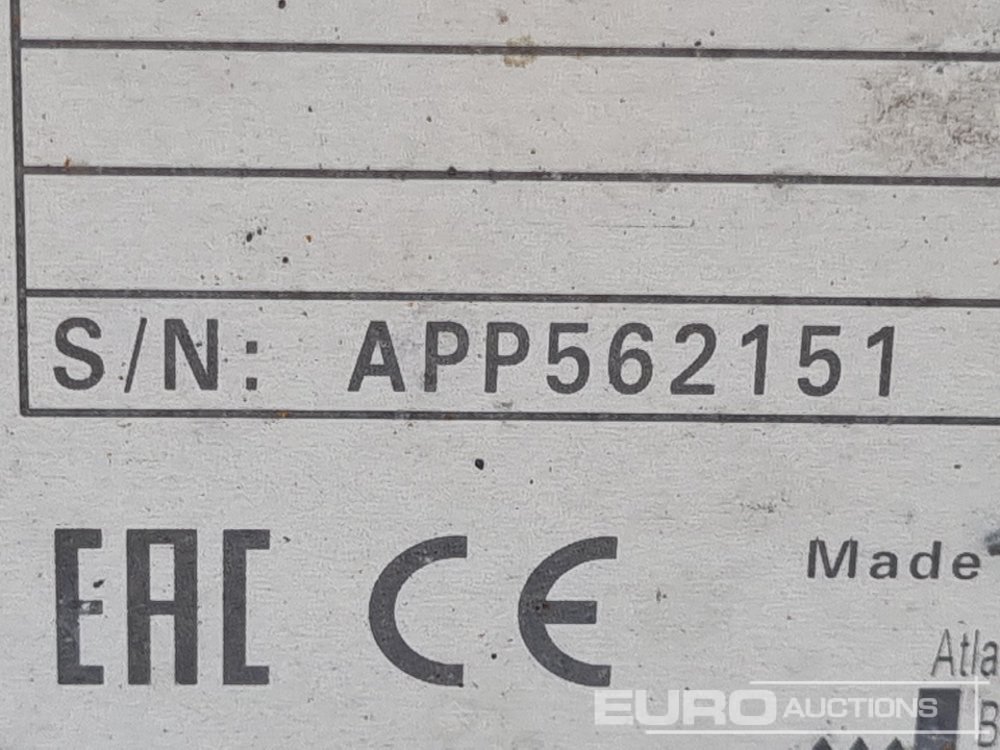 S/N: APP562151
EAC CE Made
Atla
B
EURO AUCTIONS